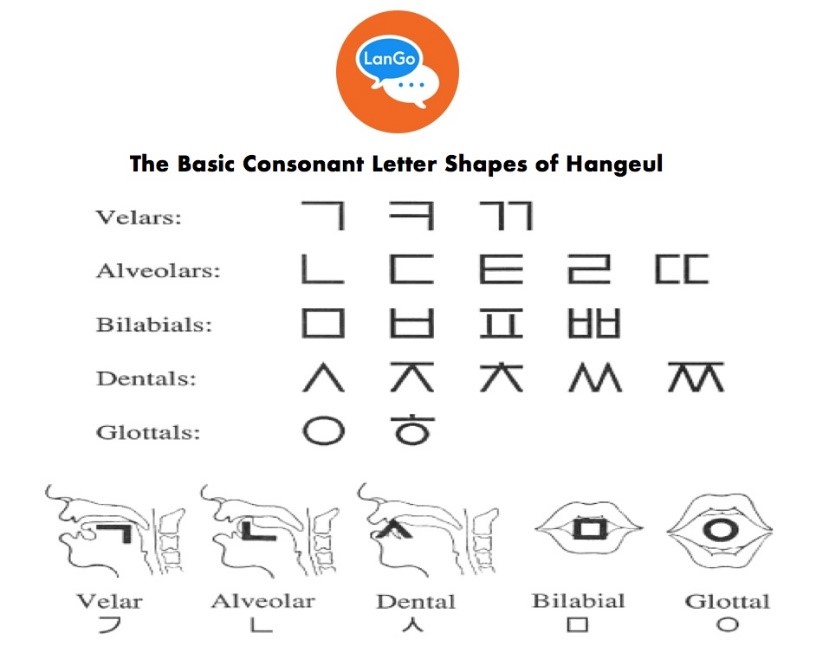 LanGo
The Basic Consonant Letter Shapes of Hangeul
Velars: ㄱ ㅋ ㄲ
Alveolars: ㄴ ㄷ ㅌ ㄹ ㄸ
Bilabials: ㅁ ㅂ ㅍ ㅃ
Dentals: ㅅ ㅈ ㅊ ㅆ ㅉ
Glottals: ㅇ ㅎ
ㄱ ㄴ ㅅ ㅁ ㅇ
Velar Alveolar Dental Bilabial Glottal
ㄱ ㄴ ㅅ ㅁ ㅇ